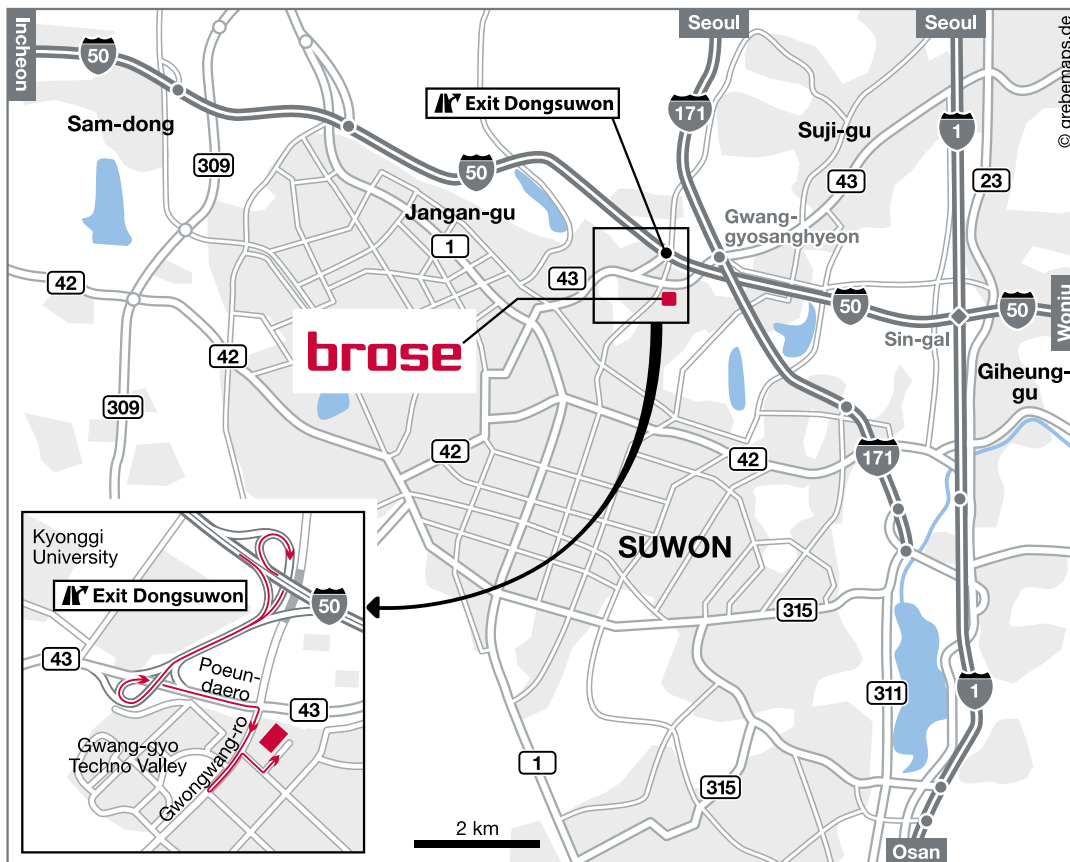 Incheon
Seoul
Seoul
© grebemaps.de
50
Exit Dongsuwon
171
Suji-gu
1
Sam-dong
309
50
43
23
Jangan-gu
1
Gwang-
gyosanghyeon
42
43
50
50
Woniu
Sin-gal
42
brose
Giheung-
gu
309
42
42
171
SUWON
Kyonggi
University
Exit Dongsuwon
50
315
43
Poeun-
daero
43
311
1
Gwang-gyo
Techno Valley
Gwongwang-ro
1
315
2 km
Osan